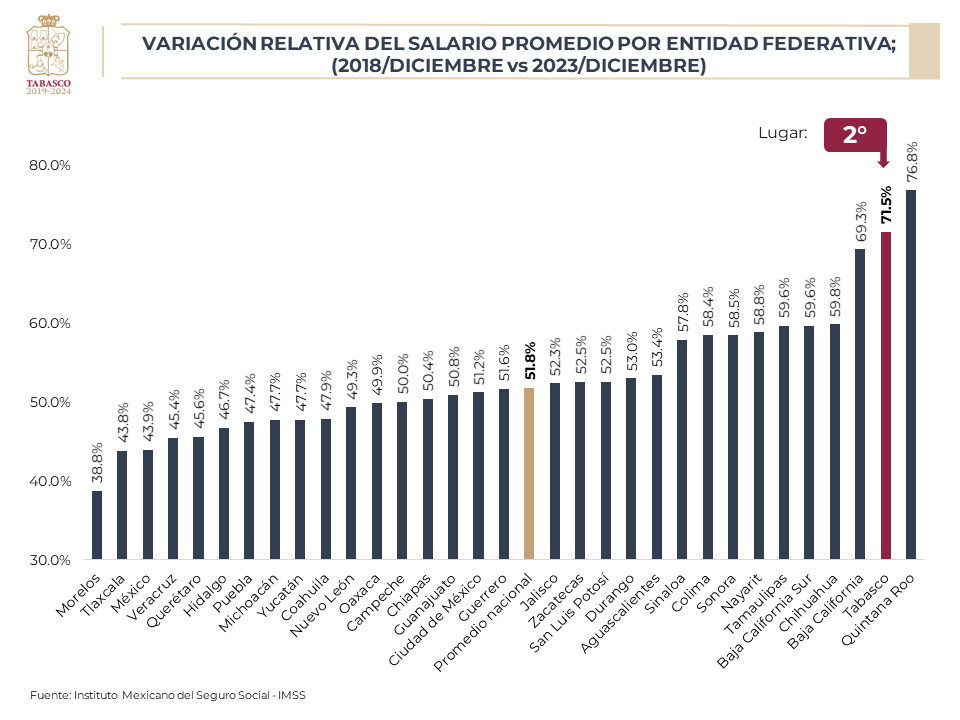 TABASCO
2019-2024
VARIACIÓN RELATIVA DEL SALARIO PROMEDIO POR ENTIDAD FEDERATIVA;
(2018/DICIEMBRE vs 2023/DICIEMBRE)
Lugar:
2°
80.0%
70.0%
60.0%
50.0%
40.0%
30.0%
38.8%
43.8%
43.9%
45.4%
45.6%
46.7%
47.4%
47.7%
47.7%
47.9%
49.3%
49.9%
50.0%
50.4%
50.8%
51.2%
51.6%
51.8%
52.3%
52.5%
52.5%
53.0%
53.4%
57.8%
58.4%
58.5%
58.8%
59.6%
59.6%
59.8%
69.3%
71.5%
76.8%
Morelos
Tlaxcala
México
Veracruz
Querétaro
Hidalgo
Puebla
Michoacán
Yucatán
Coahuila
Nuevo León
Oaxaca
Campeche
Chiapas
Guanajuato
Ciudad de México
Guerrero
Promedio nacional
Jalisco
Zacatecas
San Luis Potosí
Durango
Aguascalientes
Sinaloa
Colima
Sonora
Nayarit
Tamaulipas
Baja California Sur
Chihuahua
Baja California
Tabasco
Quintana Roo
Fuente: Instituto Mexicano del Seguro Social - IMSS